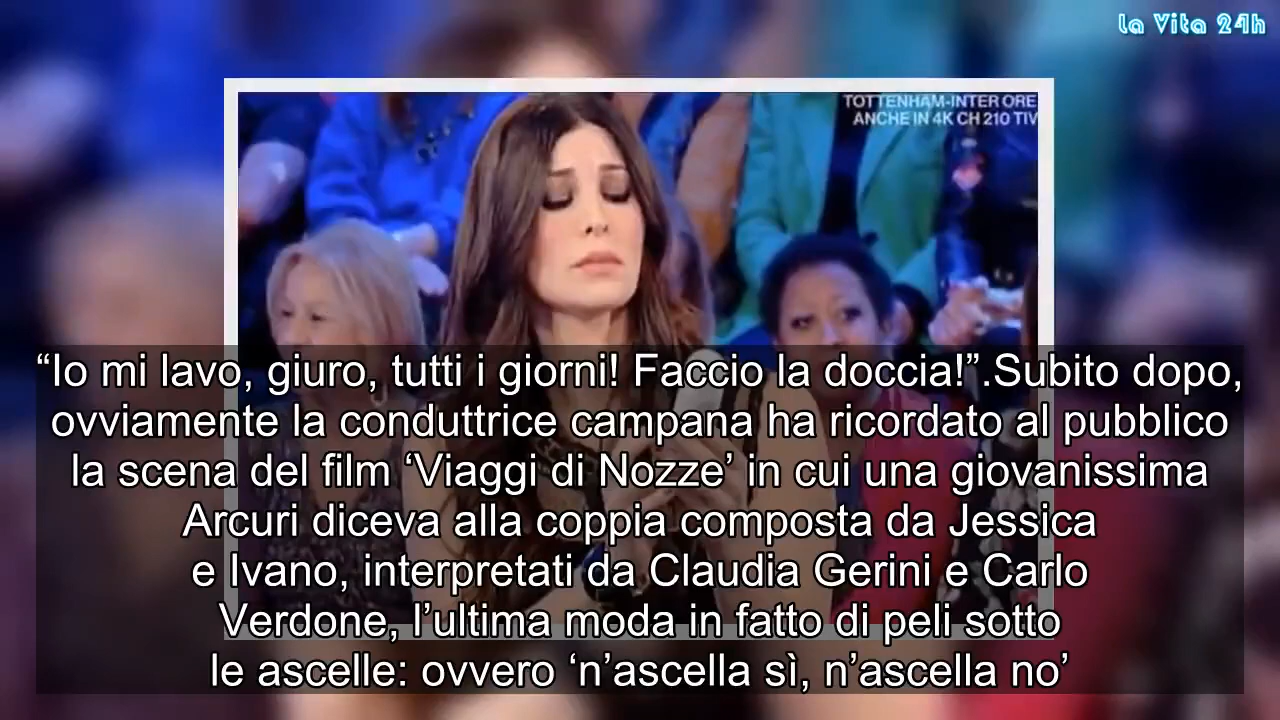 La Vita 24h
TOTTENHAM-INTER ORE
ANCHE IN 4K CH 210 TIV
“Io mi lavo, giuro, tutti i giorni! Faccio la doccia!”.Subito dopo,
ovviamente la conduttrice campana ha ricordato al pubblico
la scena del film ‘Viaggi di Nozze’ in cui una giovanissima
Arcuri diceva alla coppia composta da Jessica
e Ivano, interpretati da Claudia Gerini e Carlo
Verdone, l’ultima moda in fatto di peli sotto
le ascelle: ovvero ‘n’ascella sì, n’ascella no’